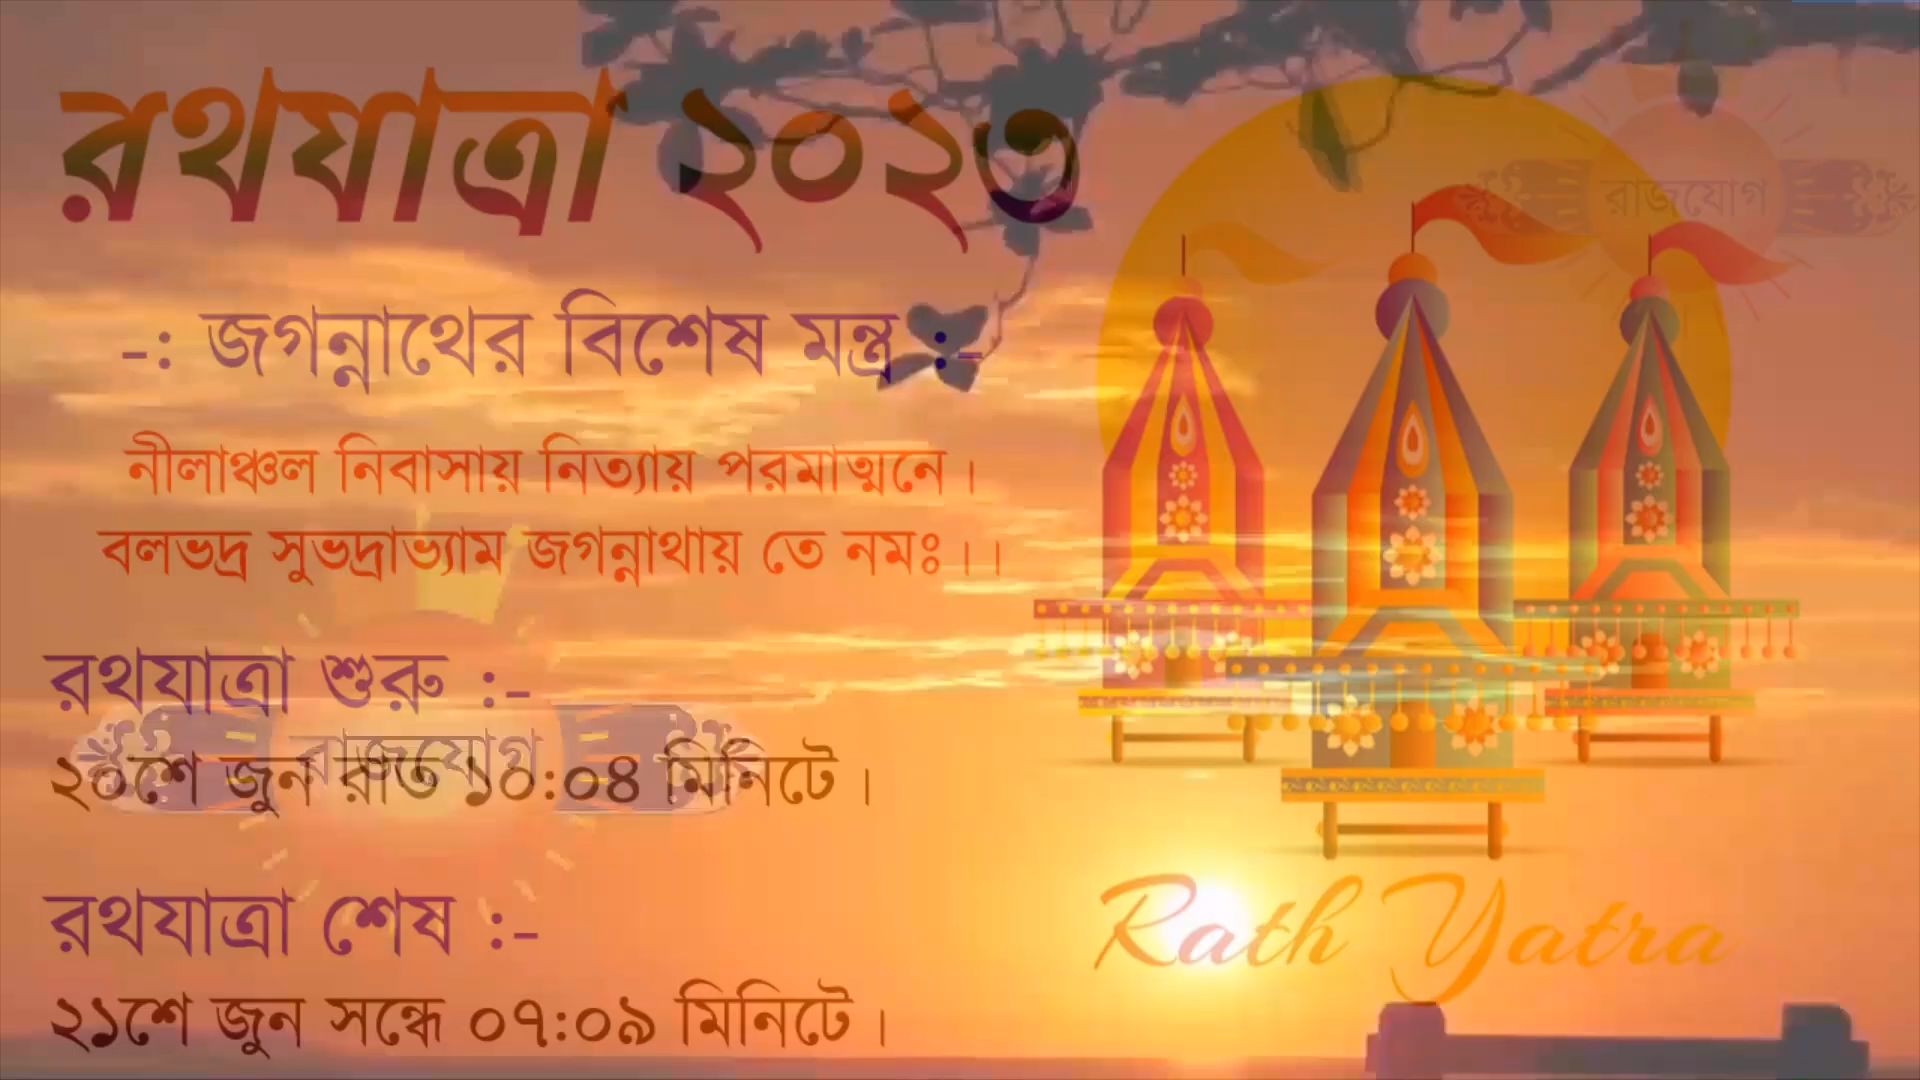 রথযাত্রা ২০২৩
রাজযোগ
-: জগন্নাথের বিশেষ মন্ত্র :-
নীলাঞ্চল নিবাসায় নিত্যায় পরমাত্মনে।
বলভদ্র সুভদ্রাভ্যাম জগন্নাথায় তে নমঃ।।
রথযাত্রা শুরু :-
রাজযোগ
২০শে জুন রাত ১০:০৪ মিনিটে।
রথযাত্রা শেষ :-
২১শে জুন সন্ধে ০৭:০৯ মিনিটে।
Rath Yatra